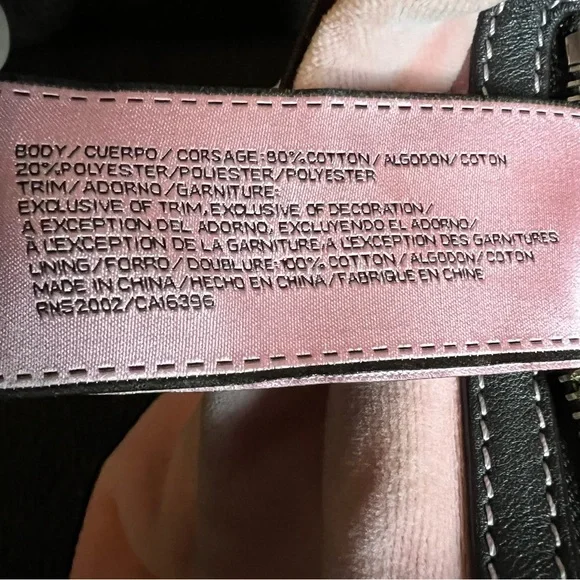 BODY/CUERPO/CORSAGE:80%COTTON/ALGODON/COTON
20%POLYESTER/POLIESTER/POLYESTER
TRIM/ADORNO/GARNITURE:
EXCLUSIVE OF TRIM, EXCLUSIVE OF DECORATION/
A EXCEPTION DEL ADORNO, EXCLUYENDO EL ADORNO/
À L'EXCEPTION DE LA GARNITURE, À L'EXCEPTION DES GARNITURES
LINING/FORRO/DOUBLURE:100% COTTON/ALGODON/COTON
MADE IN CHINA/HECHO EN CHINA/FABRIQUE EN CHINE
RN52002/CA16396